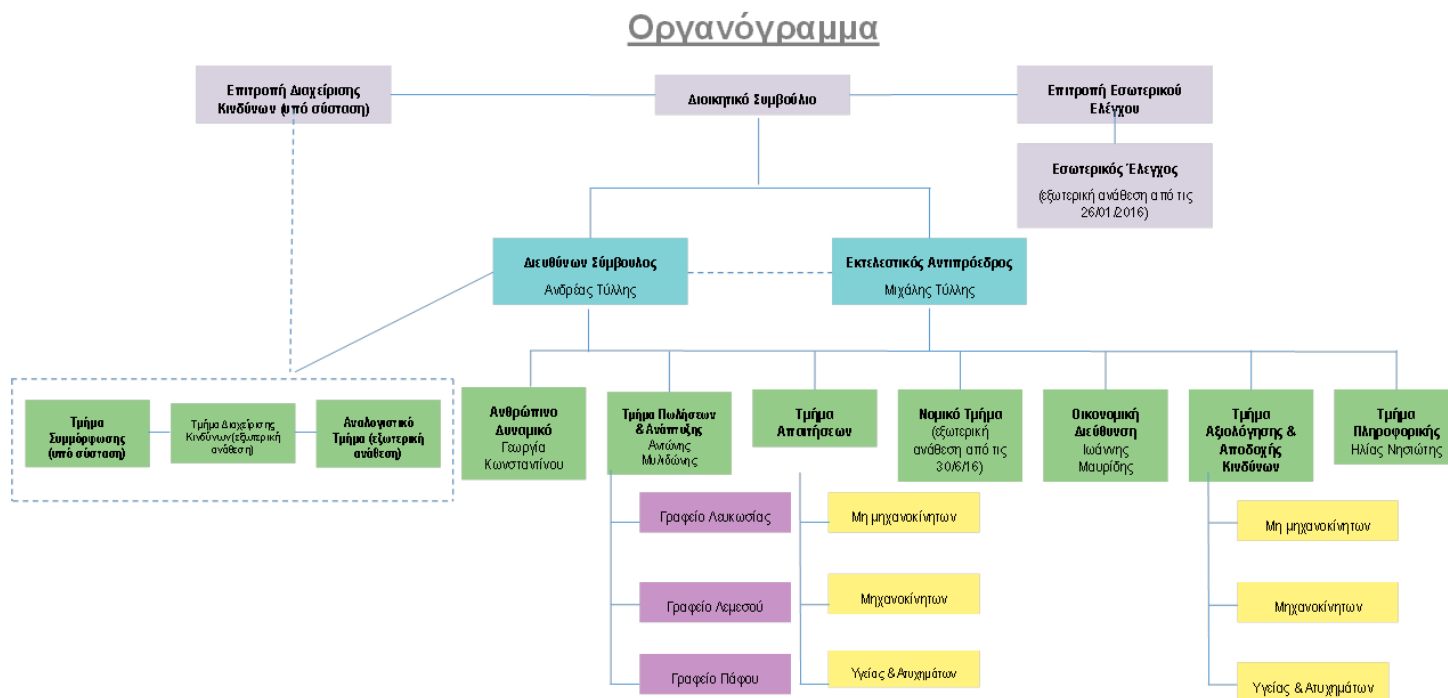 Οργανόγραμμα
Επιτροπή Διαχείρισης
Κινδύνων (υπό σύσταση)
Διοικητικό Συμβούλιο
Επιτροπή Εσωτερικού
Ελέγχου
Εσωτερικός Έλεγχος
(εξωτερική ανάθεση από τις
26/01/2016)
Διευθύνων Σύμβουλος
Ανδρέας Τύλλης
Εκτελεστικός Αντιπρόεδρος
Μιχάλης Τύλλης
Τμήμα
Συμμόρφωσης
(υπό σύσταση)
Τμήμα Διαχείρισης
Κινδύνων(εξωτερική
ανάθεση)
Αναλογιστικό
Τμήμα (εξωτερική
ανάθεση)
Ανθρώπινο
Δυναμικό
Γεωργία
Κωνσταντίνου
Τμήμα Πωλήσεων
& Ανάπτυξης
Αντώνης
Μυλιδώνης
Τμήμα
Απαιτήσεων
Νομικό Τμήμα
(εξωτερική
ανάθεση από τις
30/6/16)
Οικονομική
Διεύθυνση
Ιωάννης
Μαυρίδης
Τμήμα
Αξιολόγησης &
Αποδοχής
Κινδύνων
Τμήμα
Πληροφορικής
Ηλίας Νησιώτης
Γραφείο Λευκωσίας
Γραφείο Λεμεσού
Γραφείο Πάφου
Μη μηχανοκίνητων
Μηχανοκίνητων
Υγείας & Ατυχημάτων
Μη μηχανοκίνητων
Μηχανοκίνητων
Υγείας & Ατυχημάτων